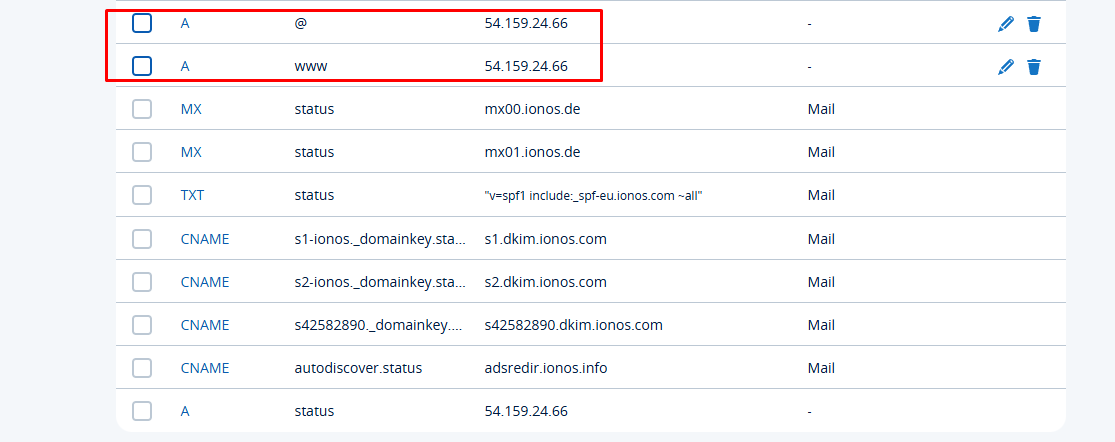 A @ 54.159.24.66 -
A www 54.159.24.66 -
MX status mx00.ionos.de Mail
MX status mx01.ionos.de Mail
TXT status "v=spf1 include:_spf-eu.ionos.com ~all" Mail
CNAME s1-ionos._domainkey.sta... s1.dkim.ionos.com Mail
CNAME s2-ionos._domainkey.sta... s2.dkim.ionos.com Mail
CNAME s42582890._domainkey.... s42582890.dkim.ionos.com Mail
CNAME autodiscover.status adsredir.ionos.info Mail
A status 54.159.24.66 -